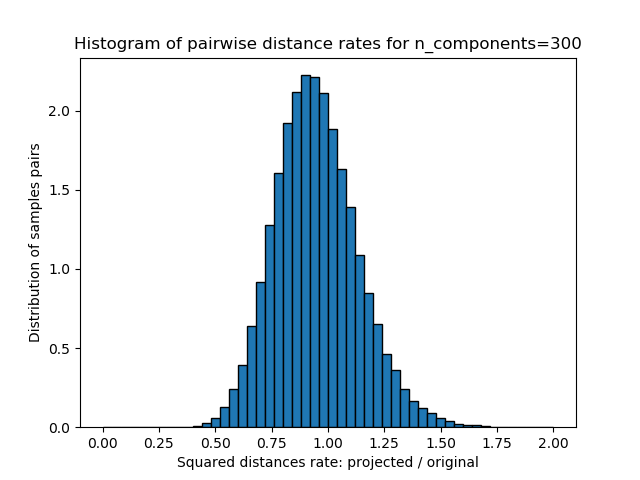 Histogram of pairwise distance rates for n_components=300
Distribution of samples pairs
2.0
1.5
1.0
0.5
0.0
0.00 0.25 0.50 0.75 1.00 1.25 1.50 1.75 2.00
Squared distances rate: projected / original